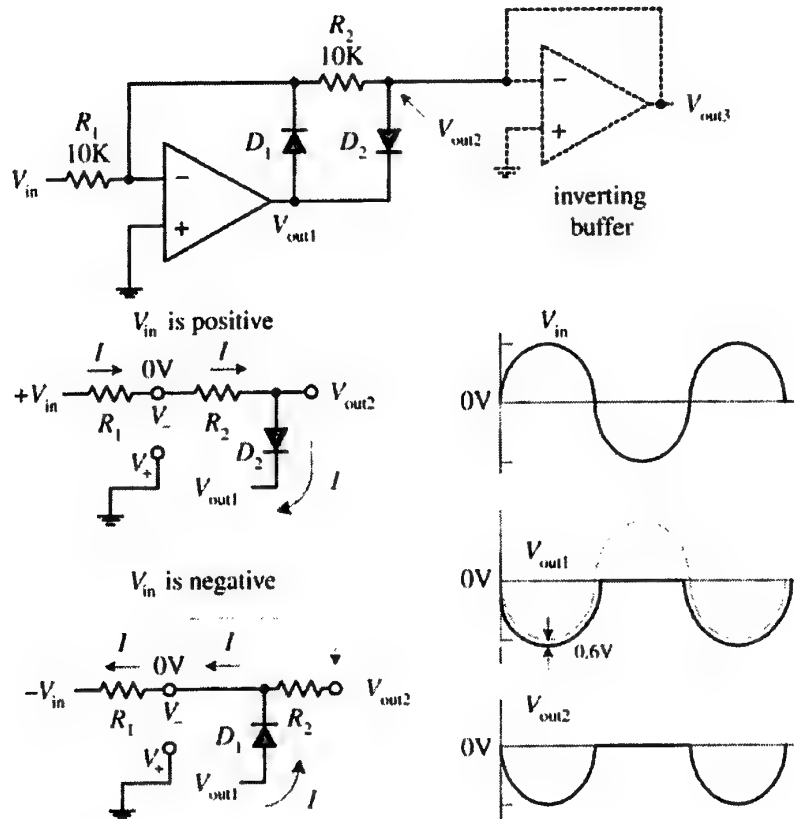 R2
10K
R1
10K
D1
D2
Vout2
Vout3
−
+
Vin
−
+
Vout1
inverting
buffer
Vin is positive
I
0V
I
+Vin
R1
V−
R2
Vout2
D2
V+
Vout1
I
Vin
0V
Vin is negative
I
0V
I
−Vin
R1
V−
D1
R2
Vout2
V+
Vout1
I
Vout1
0V
0.6V
Vout2
0V